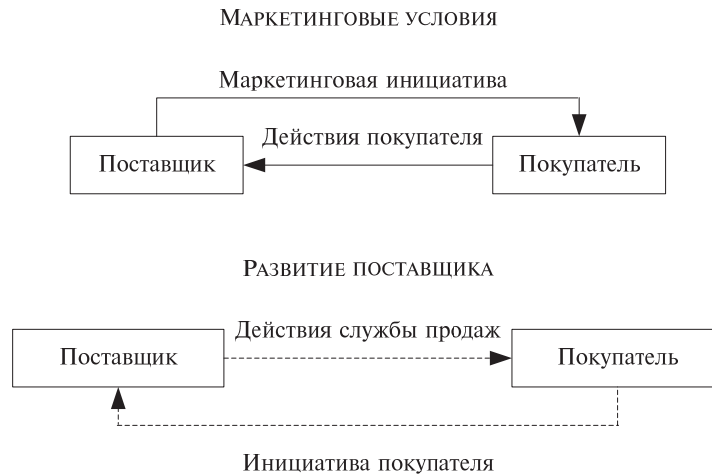 МАРКЕТИНГОВЫЕ УСЛОВИЯ
Маркетинговая инициатива
Действия покупателя
Поставщик
Покупатель
РАЗВИТИЕ ПОСТАВЩИКА
Действия службы продаж
Поставщик
Покупатель
Инициатива покупателя